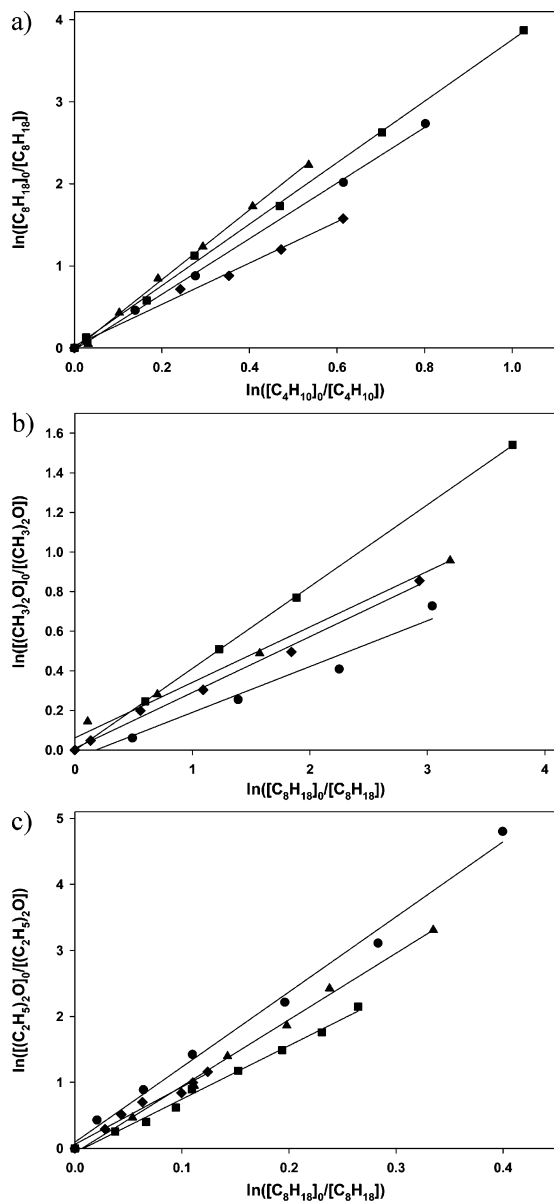 a)
4
3
2
1
0
ln([C₈H₁₈]₀/[C₈H₁₈])
0.0 0.2 0.4 0.6 0.8 1.0
ln([C₄H₁₀]₀/[C₄H₁₀])
b)
1.6
1.4
1.2
1.0
0.8
0.6
0.4
0.2
0.0
ln([(CH₃)₂O]₀/[(CH₃)₂O])
0 1 2 3 4
ln([C₈H₁₈]₀/[C₈H₁₈])
c)
5
4
3
2
1
0
ln([(C₂H₅)₂O]₀/[(C₂H₅)₂O])
0.0 0.1 0.2 0.3 0.4
ln([C₈H₁₈]₀/[C₈H₁₈])